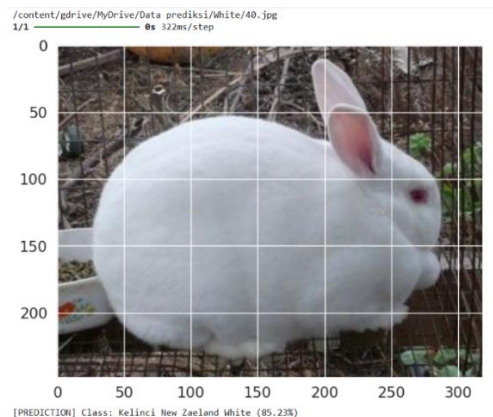 /content/gdrive/MyDrive/Data prediksi/White/40.jpg
1/1 ━━━━━━━━━━━━━━━━━━━━ 0s 322ms/step
0
50
100
150
200
0 50 100 150 200 250 300
[PREDICTION] Class: Kelinci New Zaeland White (85.23%)